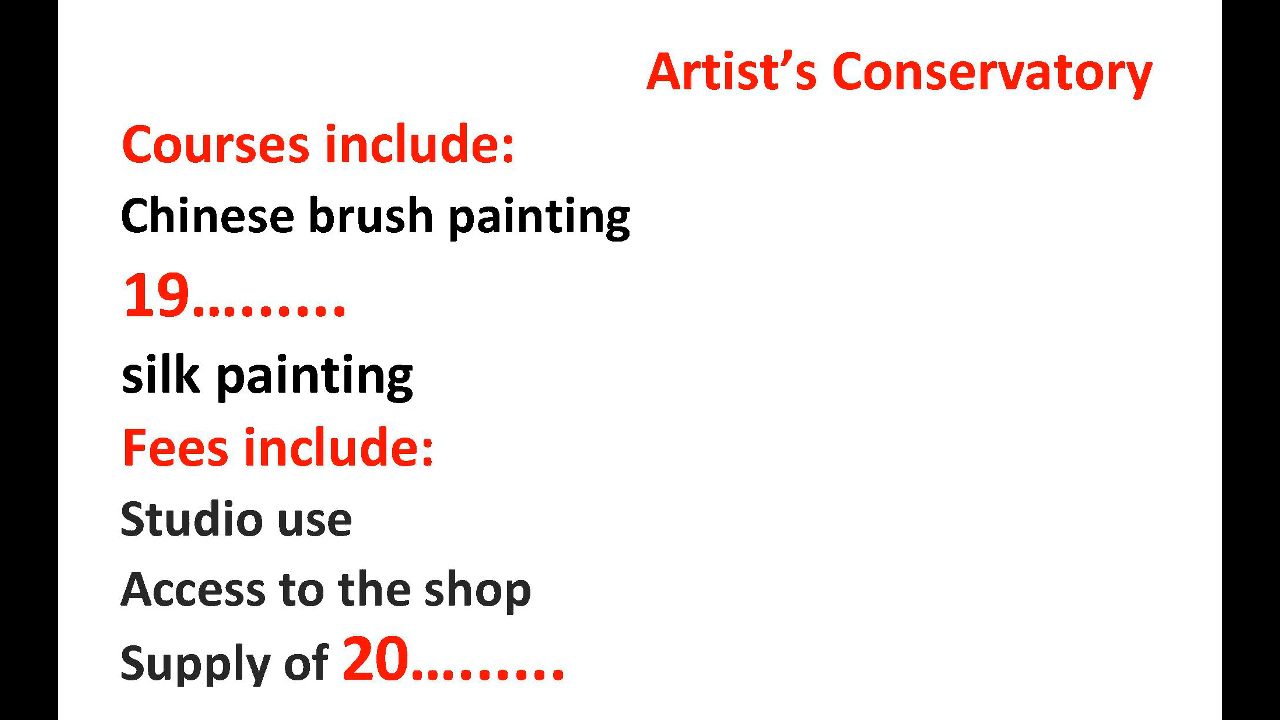 Artist’s Conservatory
Courses include:
Chinese brush painting
19….......
silk painting
Fees include:
Studio use
Access to the shop
Supply of 20….......